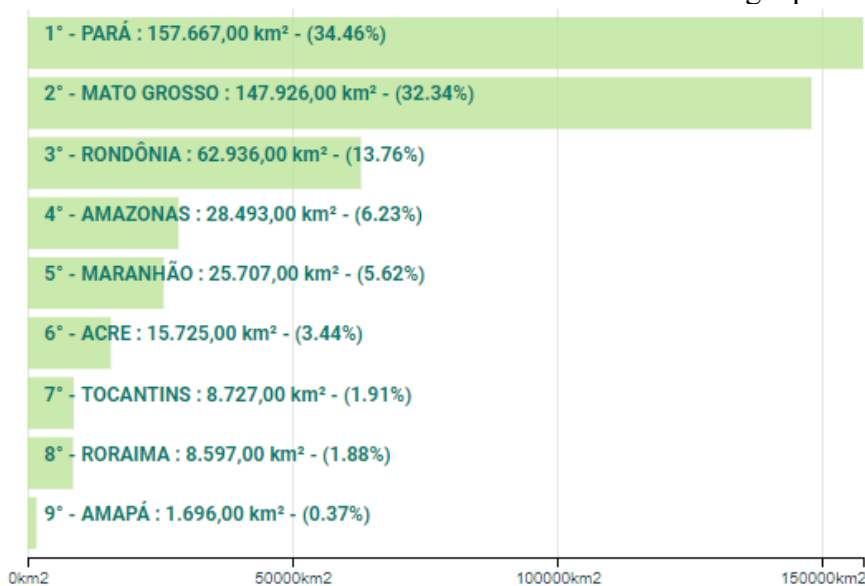 1° - PARÁ : 157.667,00 km² - (34.46%)
2° - MATO GROSSO : 147.926,00 km² - (32.34%)
3° - RONDÔNIA : 62.936,00 km² - (13.76%)
4° - AMAZONAS : 28.493,00 km² - (6.23%)
5° - MARANHÃO : 25.707,00 km² - (5.62%)
6° - ACRE : 15.725,00 km² - (3.44%)
7° - TOCANTINS : 8.727,00 km² - (1.91%)
8° - RORAIMA : 8.597,00 km² - (1.88%)
9° - AMAPÁ : 1.696,00 km² - (0.37%)
0km2 50000km2 100000km2 150000km2